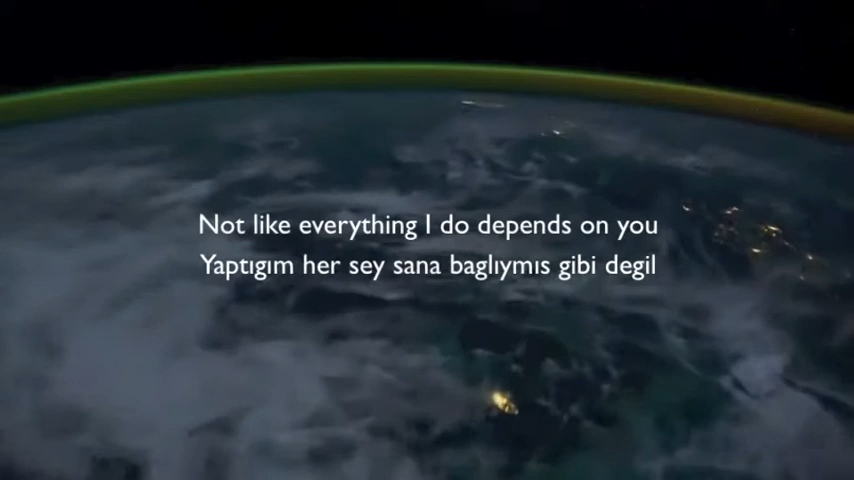 Not like everything I do depends on you
Yaptıgım her sey sana baglıymıs gibi degil